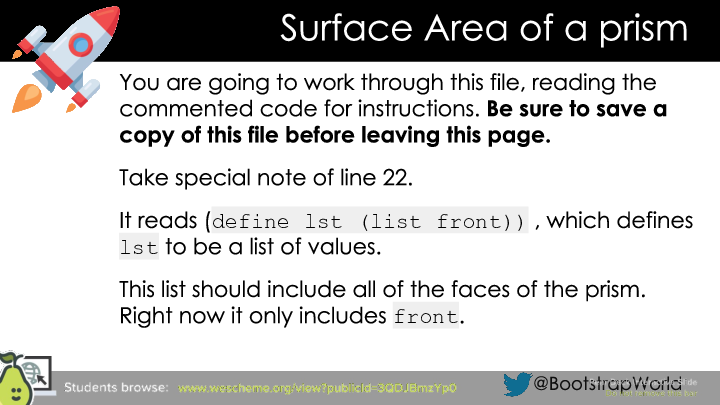 Surface Area of a prism
You are going to work through this file, reading the
commented code for instructions. Be sure to save a
copy of this file before leaving this page.
Take special note of line 22.
It reads (define lst (list front)) , which defines
lst to be a list of values.
This list should include all of the faces of the prism.
Right now it only includes front.
Students browse: www.wescheme.org/view?publicId=3QDJBmzYp0
@BootstrapWorld